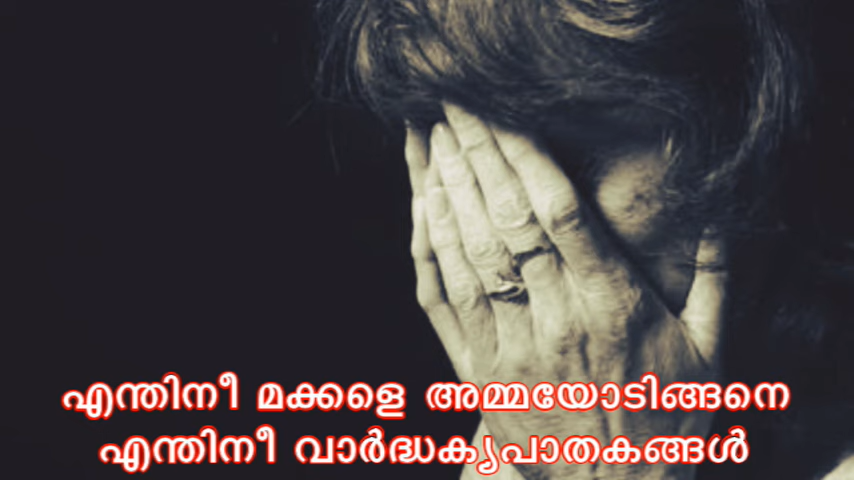 എന്തിനീ മക്കളെ അമ്മയോടിങ്ങനെ
എന്തിനീ വാർദ്ധക്യപാതകങ്ങൾ